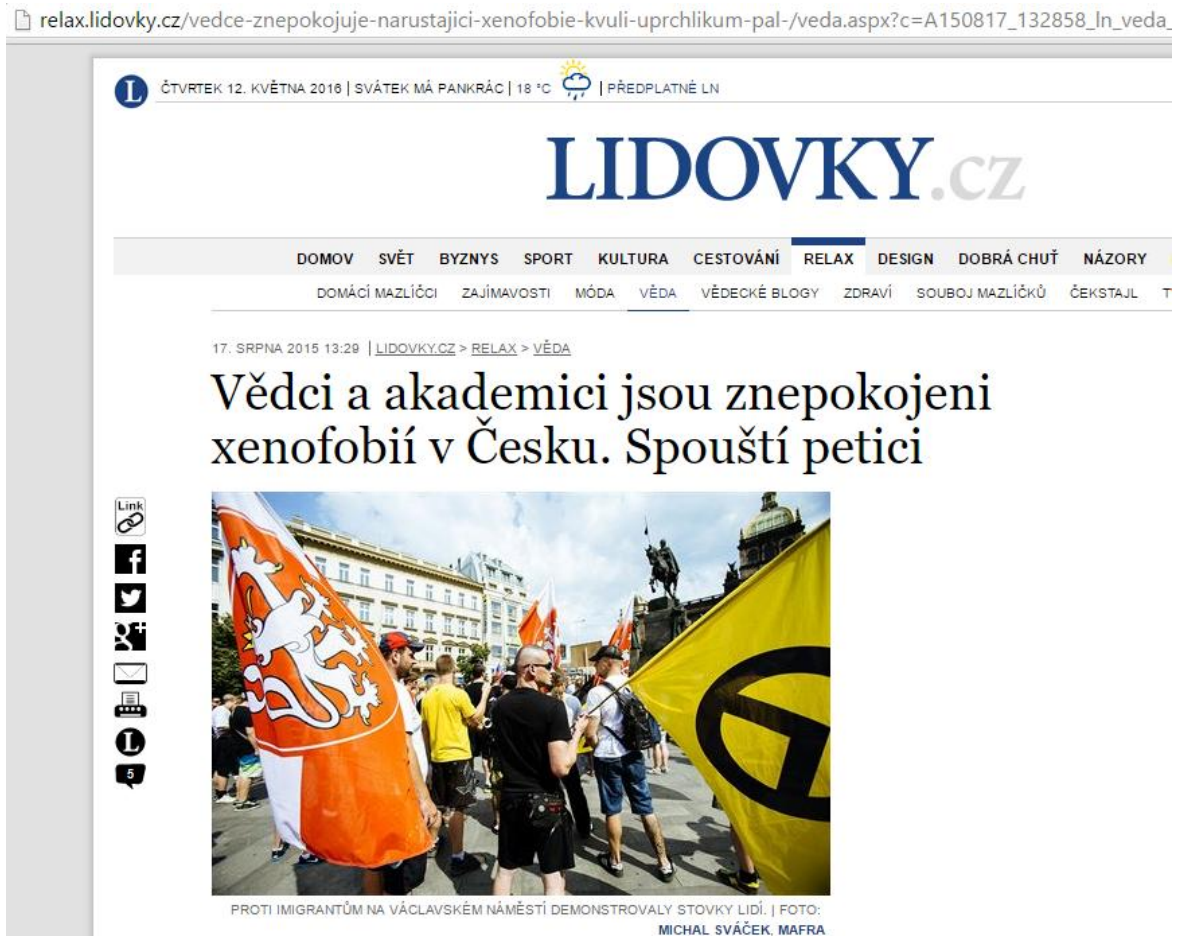 relax.lidovky.cz/vedce-znepokojuje-narustajici-xenofobie-kvuli-uprchlikum-pal-/veda.aspx?c=A150817_132858_ln_veda_
L ČTVRTEK 12. KVĚTNA 2016 | SVÁTEK MÁ PANKRÁC | 18 °C | PŘEDPLATNÉ LN
LIDOVKY.cz
DOMOV SVĚT BYZNYS SPORT KULTURA CESTOVÁNÍ RELAX DESIGN DOBRÁ CHUŤ NÁZORY
DOMÁCÍ MAZLÍČCI ZAJÍMAVOSTI MÓDA VĚDA VĚDECKÉ BLOGY ZDRAVÍ SOUBOJ MAZLÍČKŮ ČEKSTAJL
17. SRPNA 2015 13:29 | LIDOVKY.CZ > RELAX > VĚDA
Vědci a akademici jsou znepokojeni
xenofobií v Česku. Spouští petici
Link
f
g+
L
5
PROTI IMIGRANTŮM NA VÁCLAVSKÉM NÁMĚSTÍ DEMONSTROVALY STOVKY LIDÍ. | FOTO:
MICHAL SVÁČEK, MAFRA